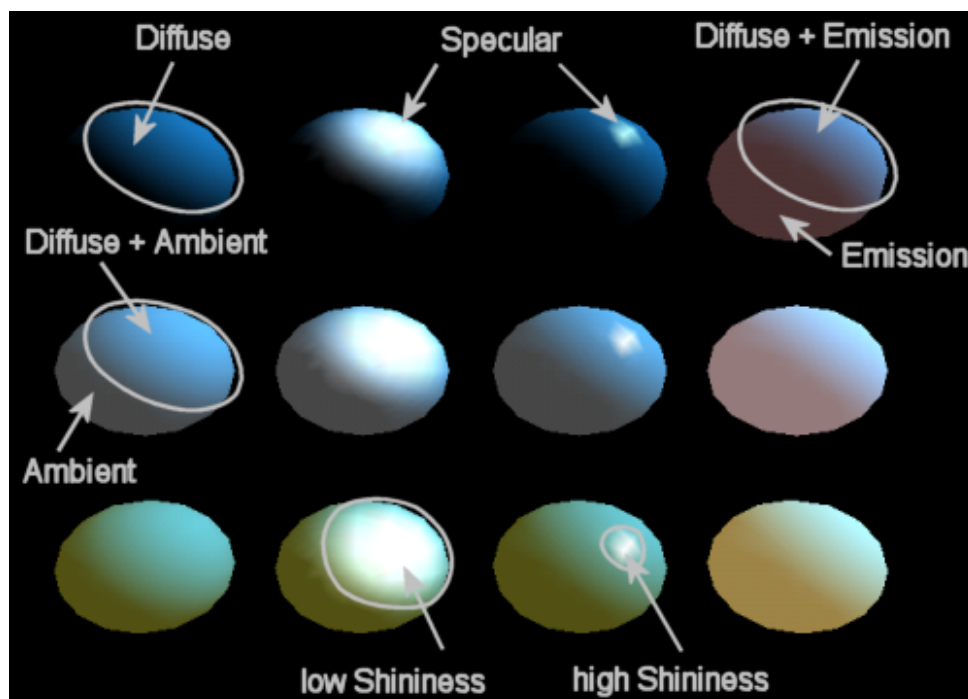 Diffuse
Specular
Diffuse + Emission
Diffuse + Ambient
Emission
Ambient
low Shininess
high Shininess